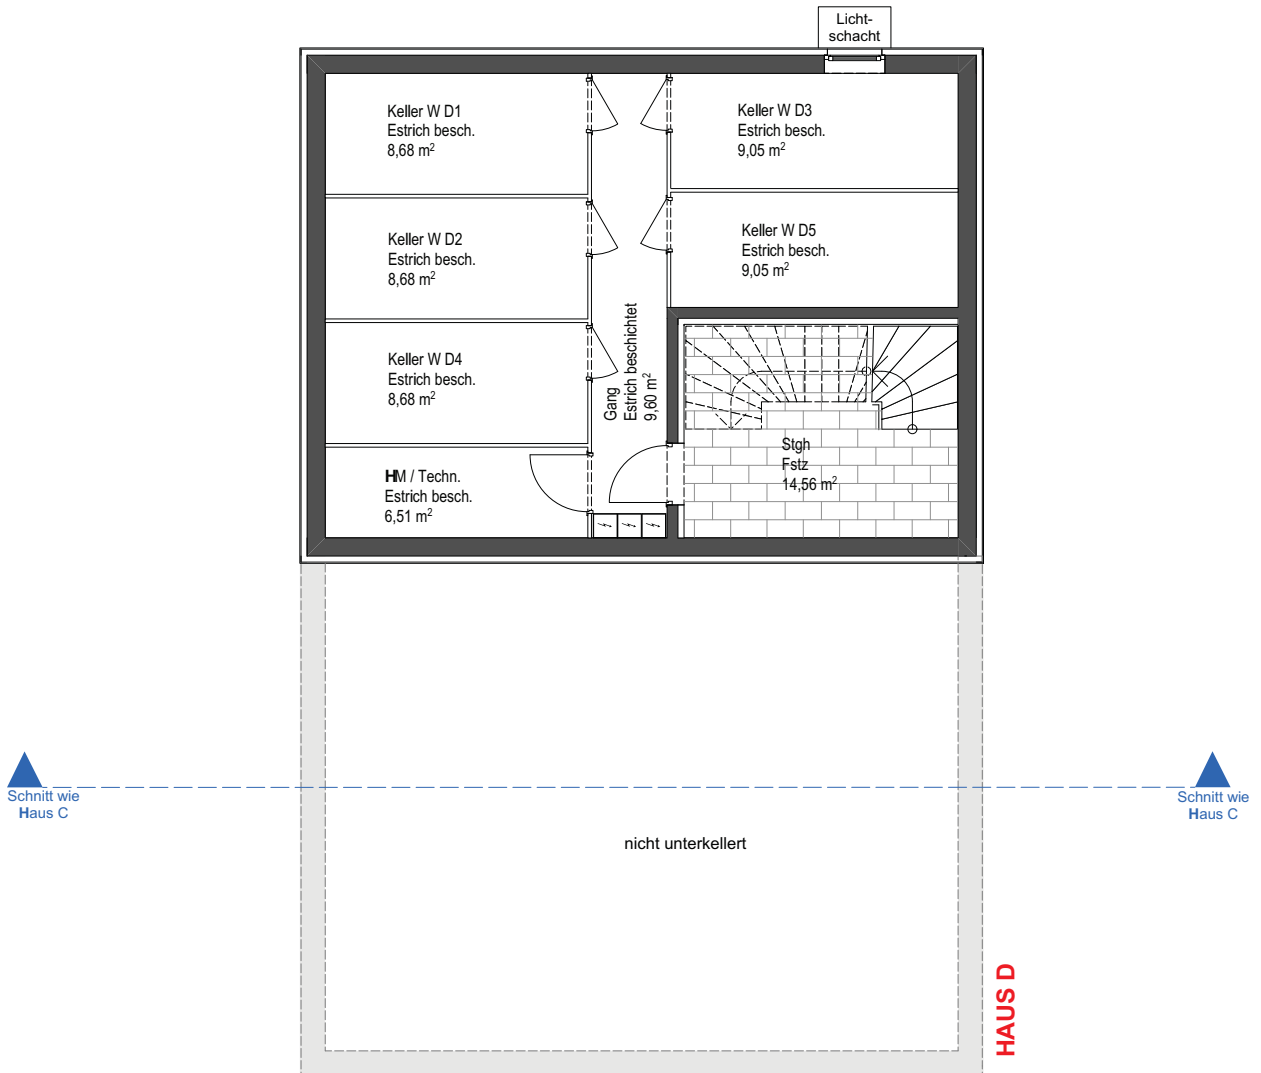 Licht-
schacht
Keller W D1
Estrich besch.
8,68 m²
Keller W D3
Estrich besch.
9,05 m²
Keller W D2
Estrich besch.
8,68 m²
Keller W D5
Estrich besch.
9,05 m²
Keller W D4
Estrich besch.
8,68 m²
Gang
Estrich beschichtet
9,60 m²
HM / Techn.
Estrich besch.
6,51 m²
Stgh
Fstz
14,56 m²
Schnitt wie
Haus C
Schnitt wie
Haus C
nicht unterkellert
HAUS D